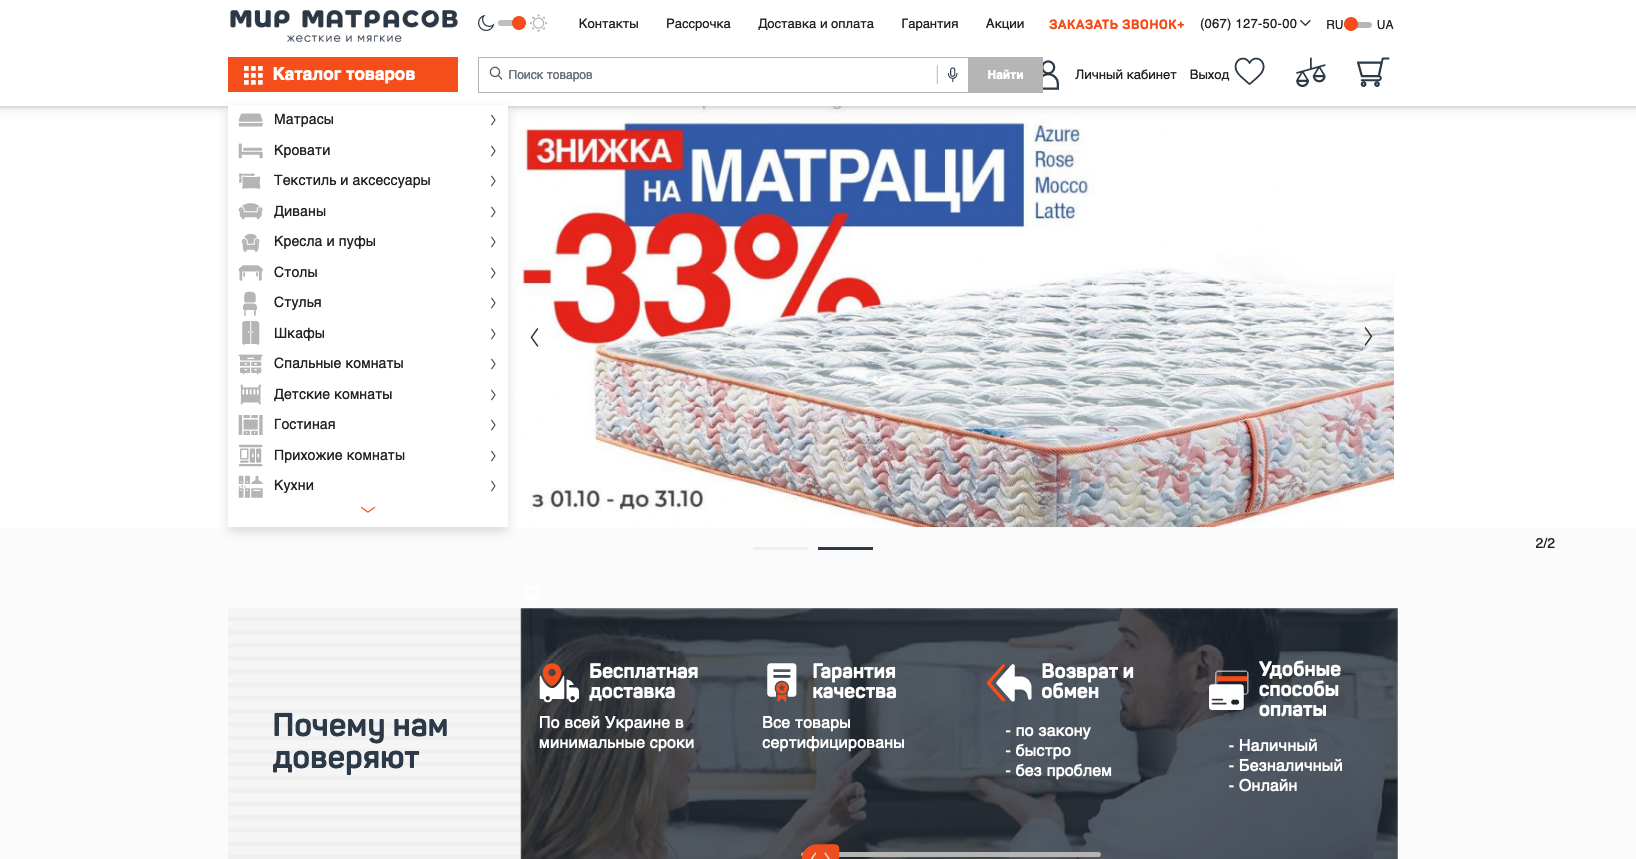 МИР МАТРАСОВ
жесткие и мягкие
Контакты
Рассрочка
Доставка и оплата
Гарантия
Акции
ЗАКАЗАТЬ ЗВОНОК+
(067) 127-50-00
RU
UA
Каталог товаров
Поиск товаров
Найти
Личный кабинет
Выход
Матрасы
Кровати
Текстиль и аксессуары
Диваны
Кресла и пуфы
Столы
Стулья
Шкафы
Спальные комнаты
Детские комнаты
Гостиная
Прихожие комнаты
Кухни
ЗНИЖКА
НА МАТРАЦИ
-33%
Azure
Rose
Mocco
Latte
з 01.10 - до 31.10
2/2
Почему нам
доверяют
Бесплатная
доставка
По всей Украине в
минимальные сроки
Гарантия
качества
Все товары
сертифицированы
Возврат и
обмен
- по закону
- быстро
- без проблем
Удобные
способы
оплаты
- Наличный
- Безналичный
- Онлайн